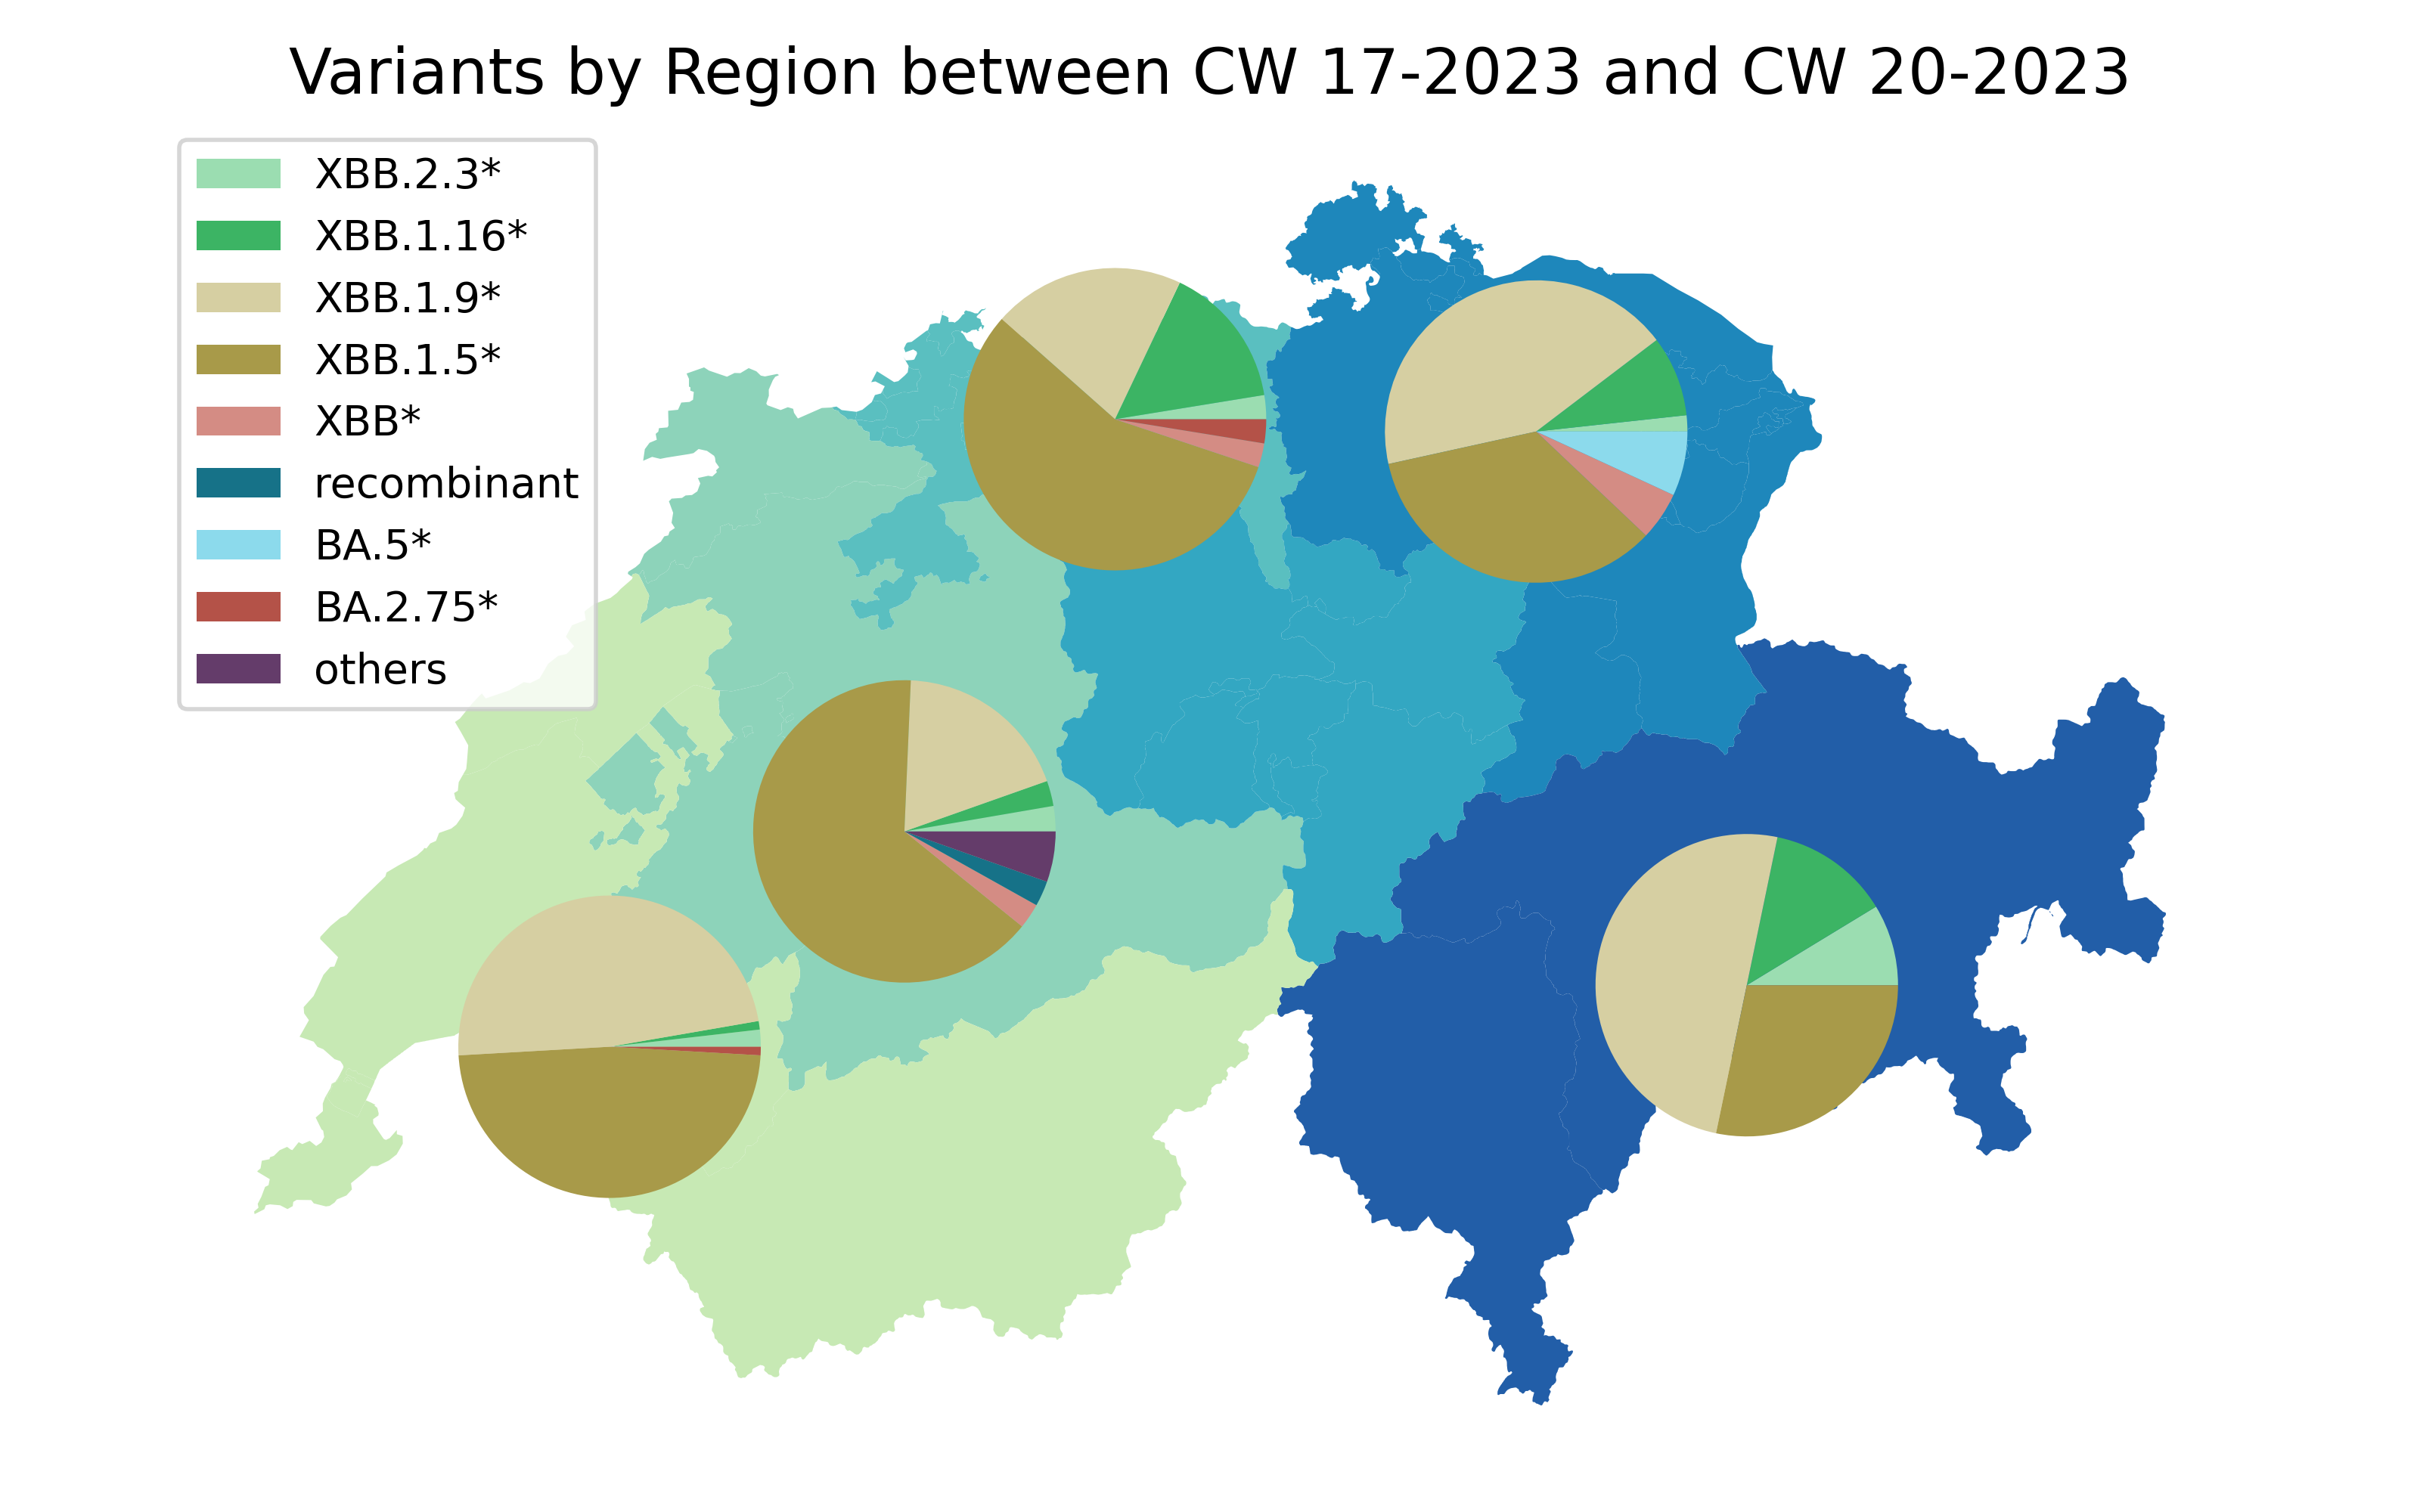 Variants by Region between CW 17-2023 and CW 20-2023
XBB.2.3*
XBB.1.16*
XBB.1.9*
XBB.1.5*
XBB*
recombinant
BA.5*
BA.2.75*
others